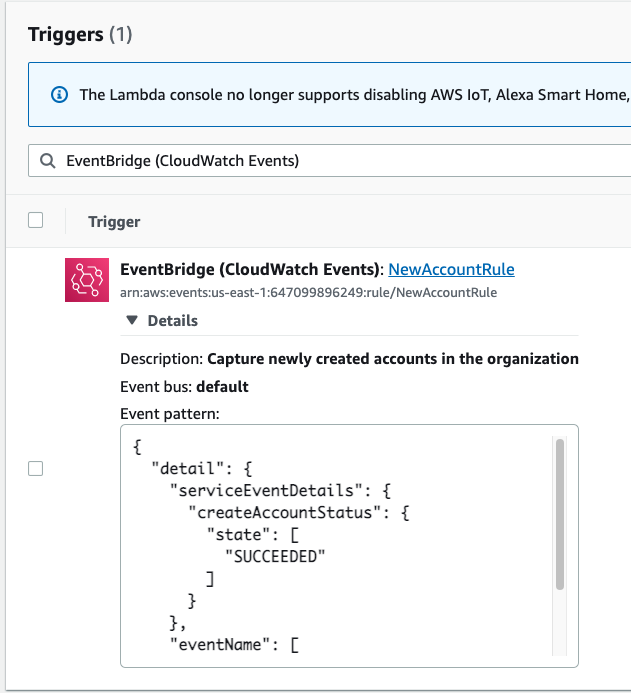 Triggers (1)
The Lambda console no longer supports disabling AWS IoT, Alexa Smart Home,
EventBridge (CloudWatch Events)
Trigger
EventBridge (CloudWatch Events): NewAccountRule
arn:aws:events:us-east-1:647099896249:rule/NewAccountRule
Details
Description: Capture newly created accounts in the organization
Event bus: default
Event pattern:
{
"detail": {
"serviceEventDetails": {
"createAccountStatus": {
"state": [
"SUCCEEDED"
]
}
},
"eventName": [